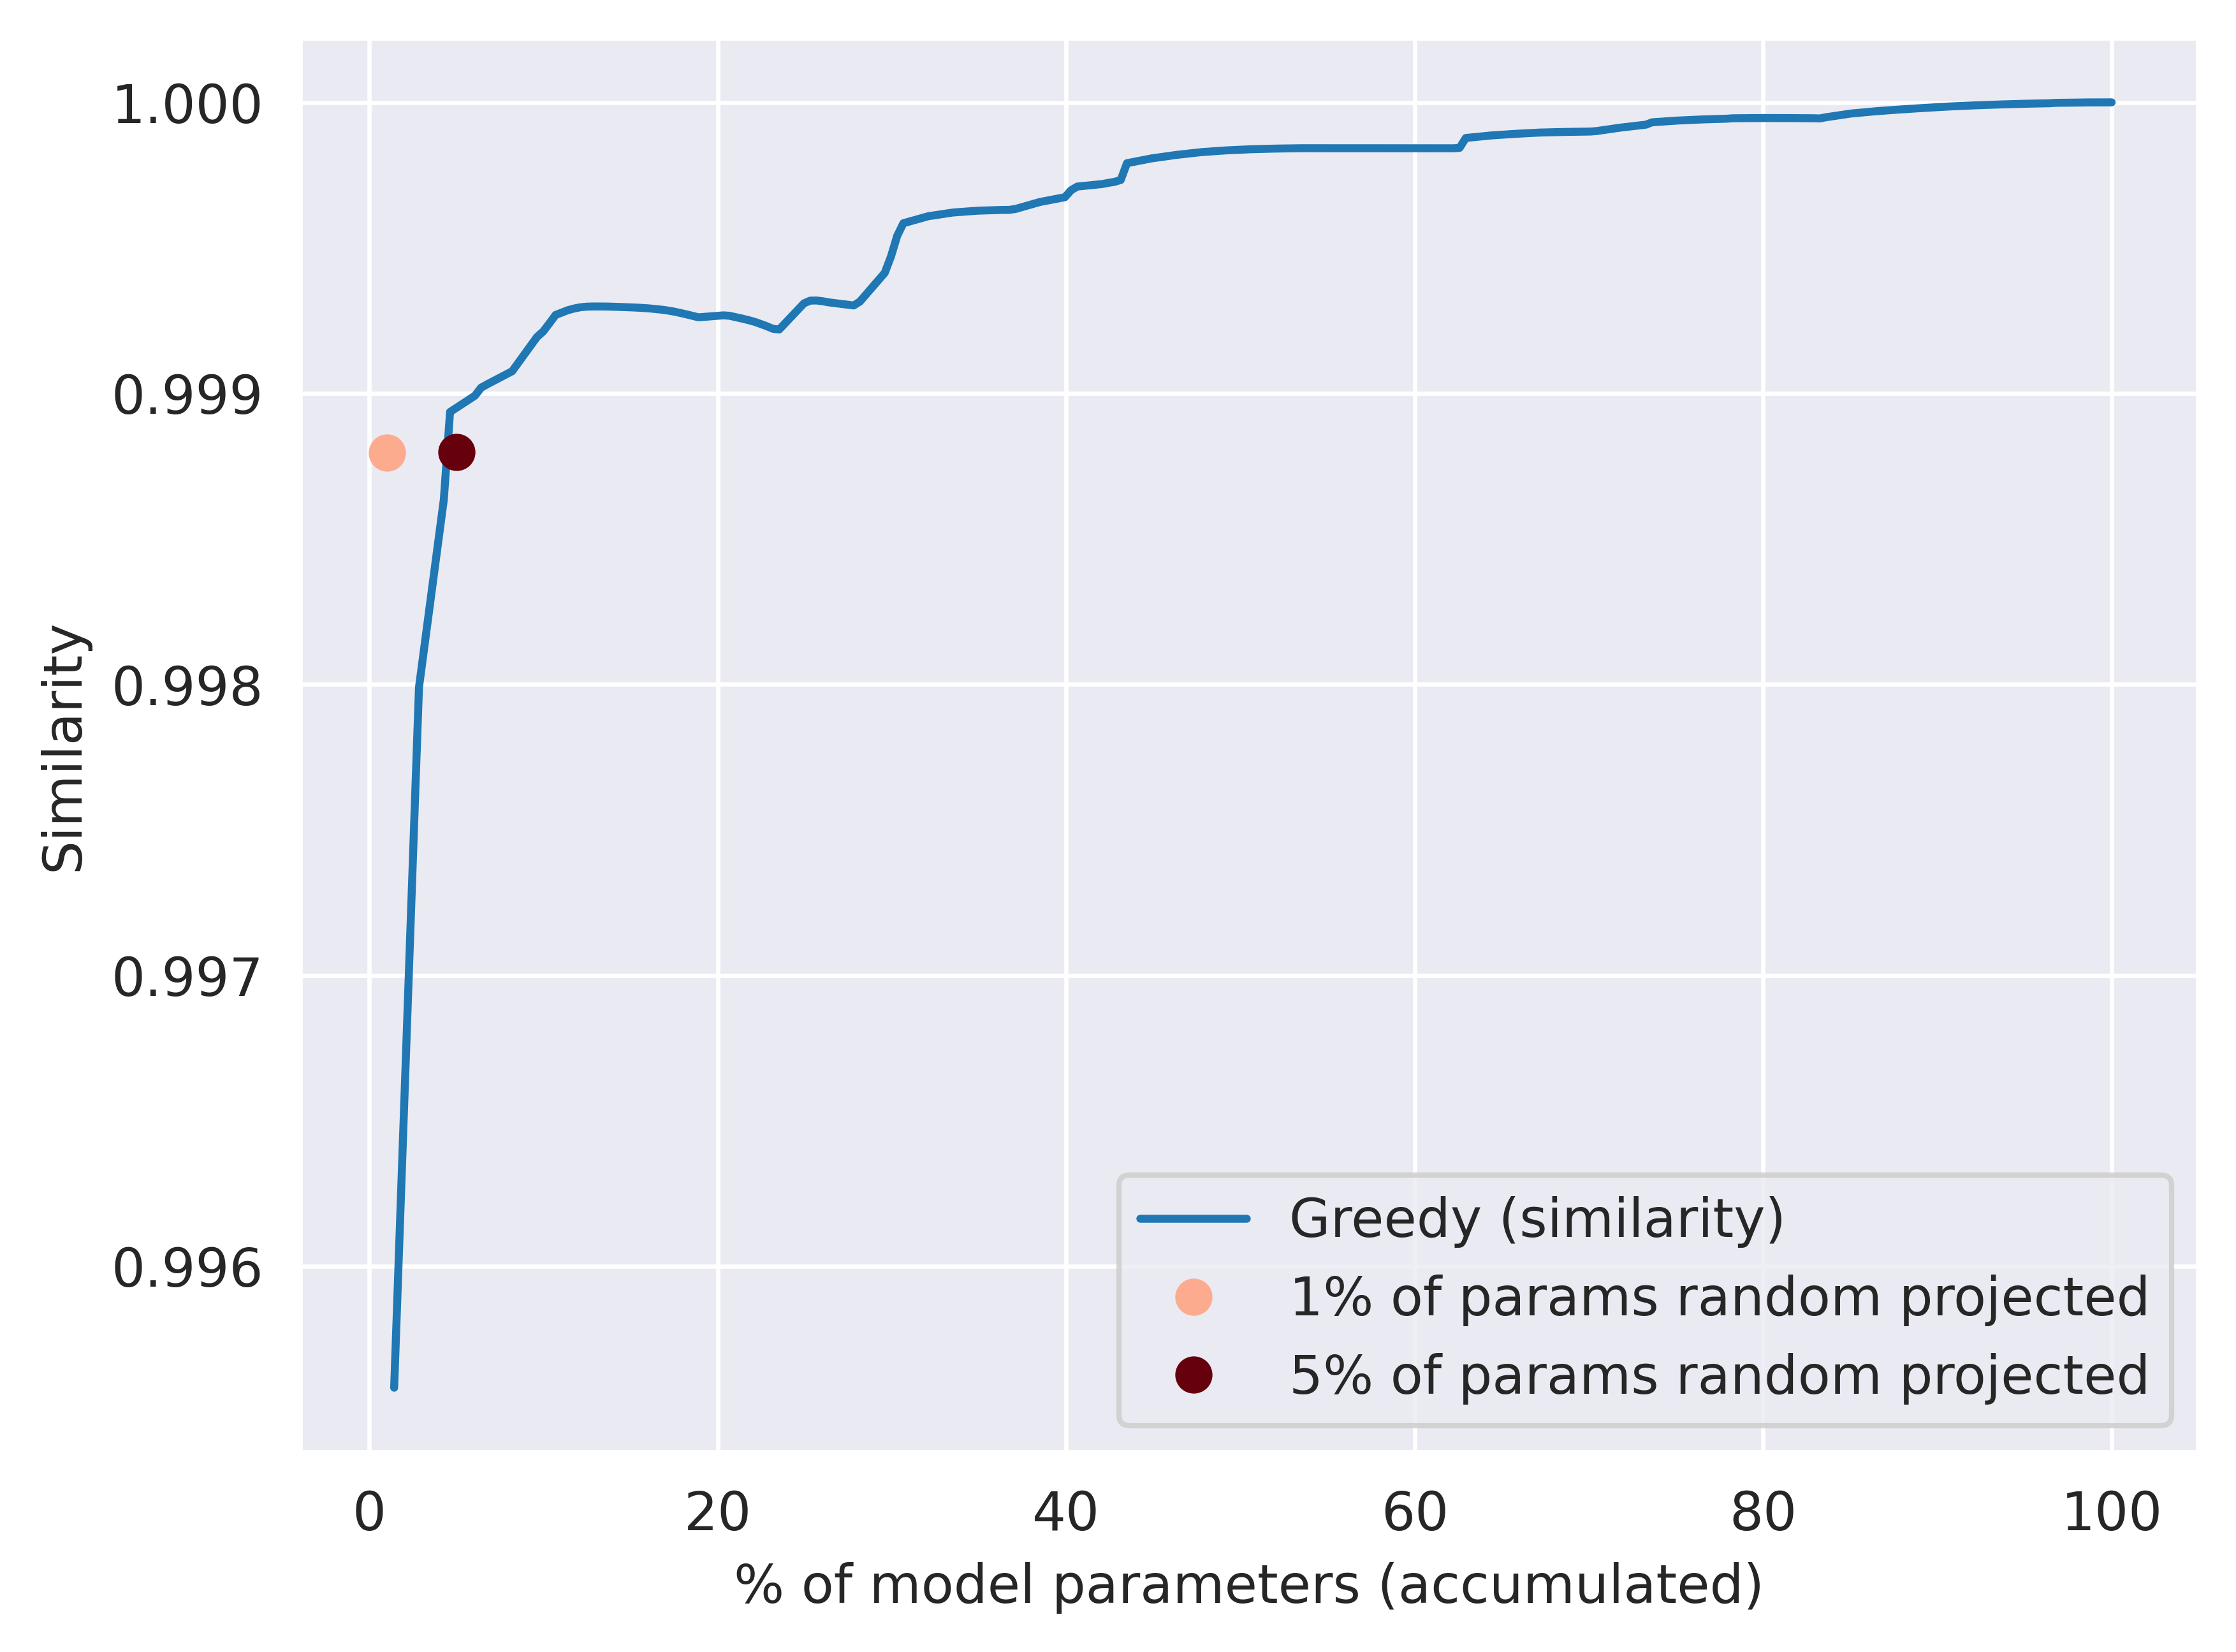 1.000
0.999
0.998
0.997
0.996
Similarity
0 20 40 60 80 100
% of model parameters (accumulated)
Greedy (similarity)
1% of params random projected
5% of params random projected